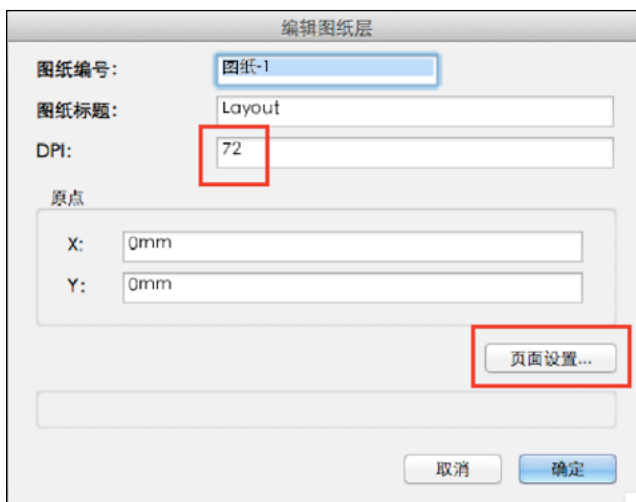 编辑图纸层
图纸编号: 图纸-1
图纸标题: Layout
DPI: 72
原点
X: 0mm
Y: 0mm
页面设置...
取消 确定